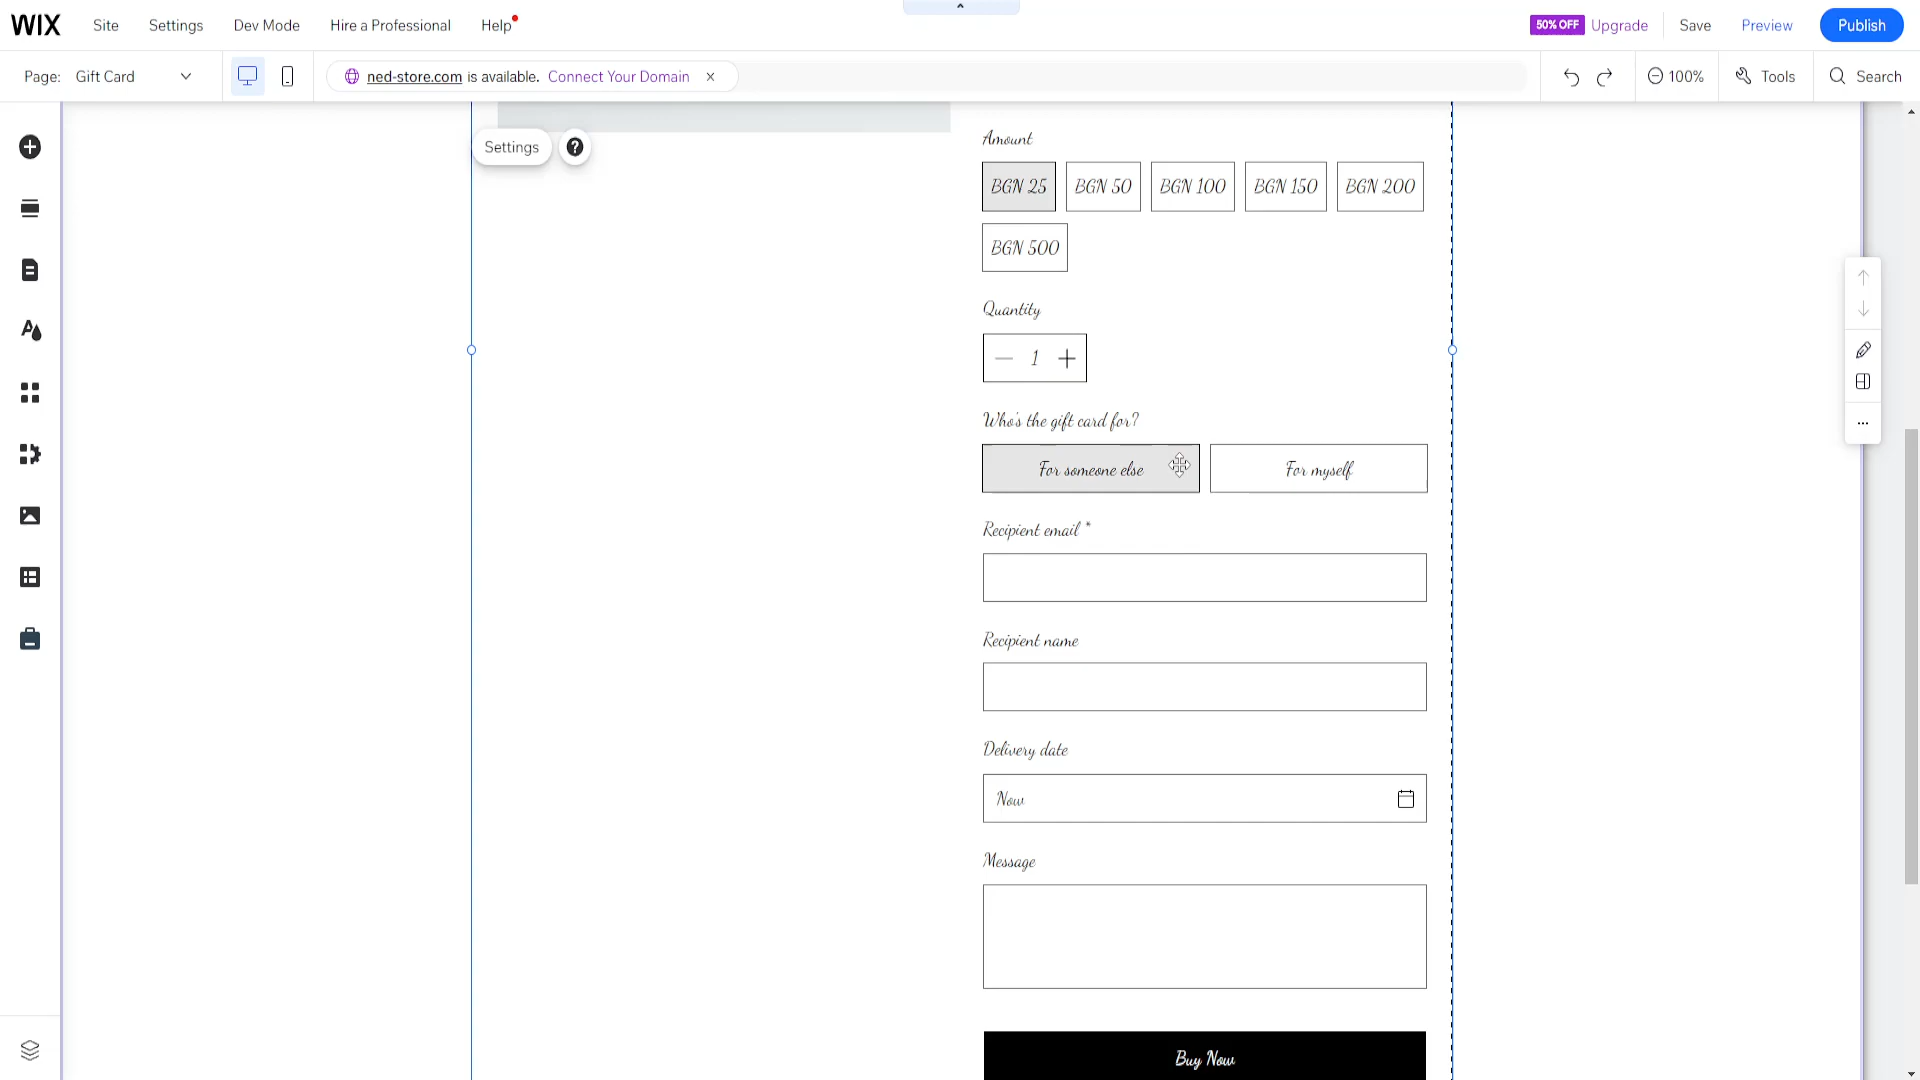 WIX Site Settings Dev Mode Hire a Professional Help 50% OFF Upgrade Save Preview Publish
Page: Gift Card ned-store.com is available. Connect Your Domain 100% Tools Search
Settings
Amount
BGN 25 BGN 50 BGN 100 BGN 150 BGN 200
BGN 500
Quantity
1
Who's the gift card for?
For someone else For myself
Recipient email *
Recipient name
Delivery date
Now
Message
Buy Now